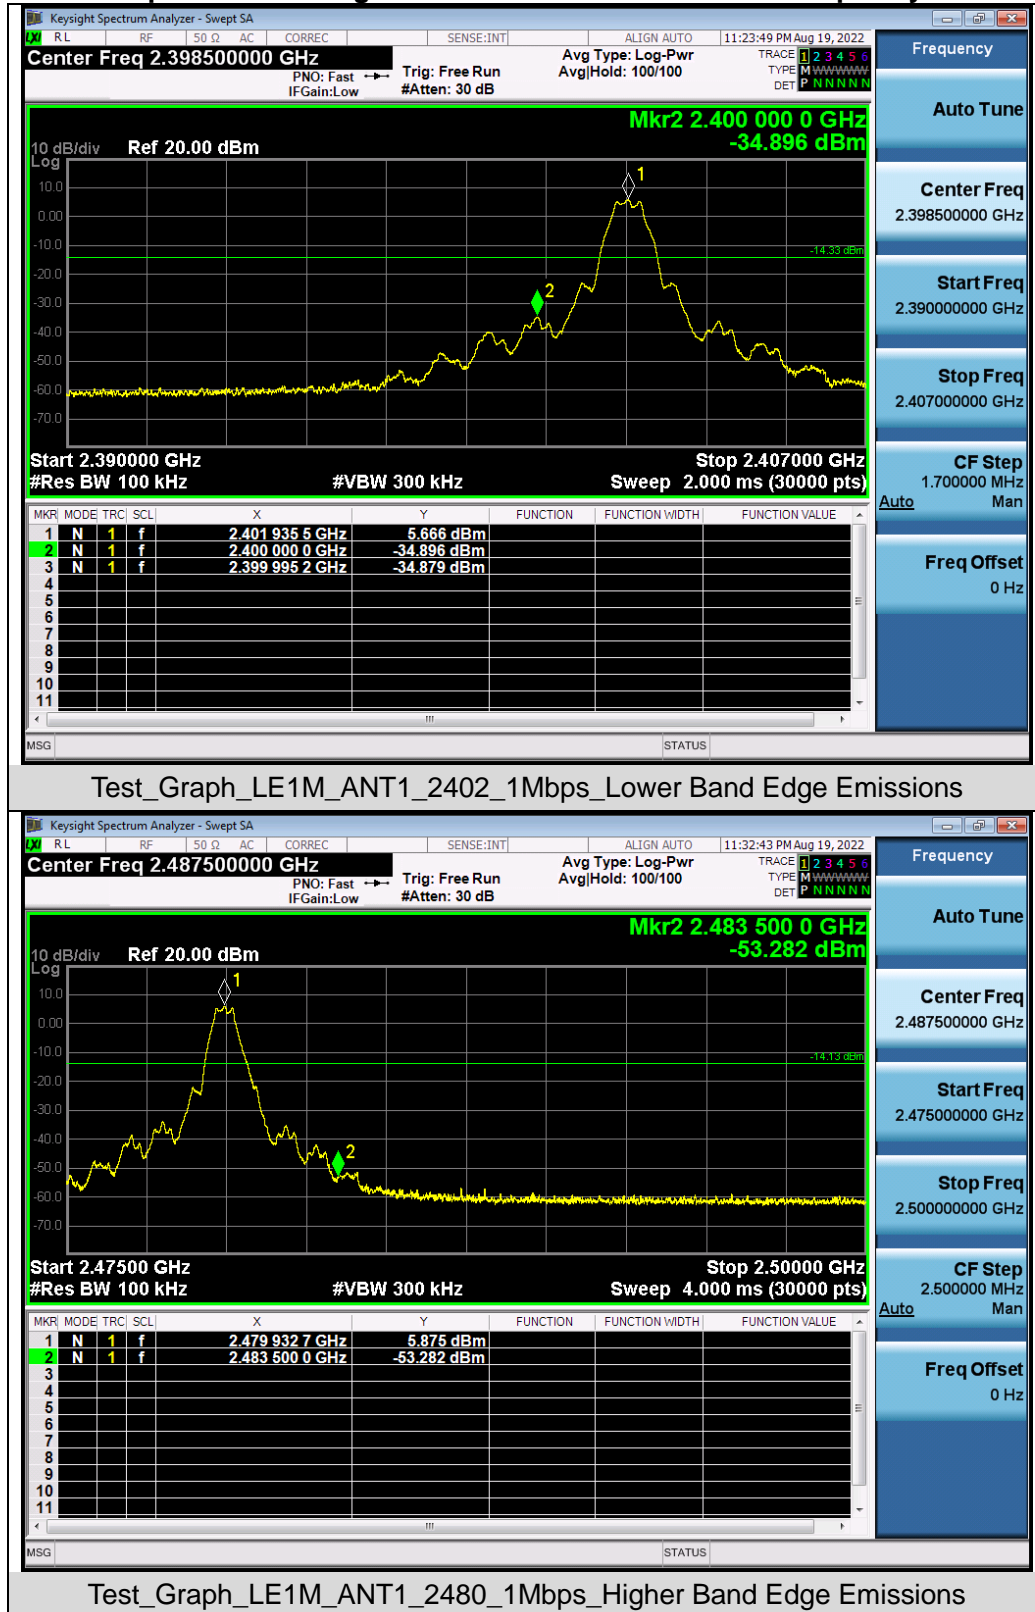 Keysight Spectrum Analyzer - Swept SA
LXI RL RF 50 Ω AC CORREC SENSE:INT ALIGN AUTO 11:23:49 PM Aug 19, 2022
Center Freq 2.398500000 GHz
PNO: Fast
IFGain:Low
Trig: Free Run
#Atten: 30 dB
Avg Type: Log-Pwr
Avg|Hold: 100/100
TRACE 1 2 3 4 5 6
TYPE M WWWWW
DET P N N N N N
Mkr2 2.400 000 0 GHz
-34.896 dBm
10 dB/div Ref 20.00 dBm
Log
10.0
0.00
-10.0
-20.0
-30.0
-40.0
-50.0
-60.0
-70.0
1
2
-14.33 dBm
Start 2.390000 GHz Stop 2.407000 GHz
#Res BW 100 kHz #VBW 300 kHz Sweep 2.000 ms (30000 pts)
MKR MODE TRC SCL X Y FUNCTION FUNCTION WIDTH FUNCTION VALUE
1 N 1 f 2.401 935 5 GHz 5.666 dBm
2 N 1 f 2.400 000 0 GHz -34.896 dBm
3 N 1 f 2.399 995 2 GHz -34.879 dBm
4
5
6
7
8
9
10
11
MSG STATUS
Frequency
Auto Tune
Center Freq
2.398500000 GHz
Start Freq
2.390000000 GHz
Stop Freq
2.407000000 GHz
CF Step
1.700000 MHz
Auto Man
Freq Offset
0 Hz
Test_Graph_LE1M_ANT1_2402_1Mbps_Lower Band Edge Emissions
Keysight Spectrum Analyzer - Swept SA
LXI RL RF 50 Ω AC CORREC SENSE:INT ALIGN AUTO 11:32:43 PM Aug 19, 2022
Center Freq 2.487500000 GHz
PNO: Fast
IFGain:Low
Trig: Free Run
#Atten: 30 dB
Avg Type: Log-Pwr
Avg|Hold: 100/100
TRACE 1 2 3 4 5 6
TYPE M WWWWW
DET P N N N N N
Mkr2 2.483 500 0 GHz
-53.282 dBm
10 dB/div Ref 20.00 dBm
Log
10.0
0.00
-10.0
-20.0
-30.0
-40.0
-50.0
-60.0
-70.0
1
2
-14.13 dBm
Start 2.47500 GHz Stop 2.50000 GHz
#Res BW 100 kHz #VBW 300 kHz Sweep 4.000 ms (30000 pts)
MKR MODE TRC SCL X Y FUNCTION FUNCTION WIDTH FUNCTION VALUE
1 N 1 f 2.479 932 7 GHz 5.875 dBm
2 N 1 f 2.483 500 0 GHz -53.282 dBm
3
4
5
6
7
8
9
10
11
MSG STATUS
Frequency
Auto Tune
Center Freq
2.487500000 GHz
Start Freq
2.475000000 GHz
Stop Freq
2.500000000 GHz
CF Step
2.500000 MHz
Auto Man
Freq Offset
0 Hz
Test_Graph_LE1M_ANT1_2480_1Mbps_Higher Band Edge Emissions